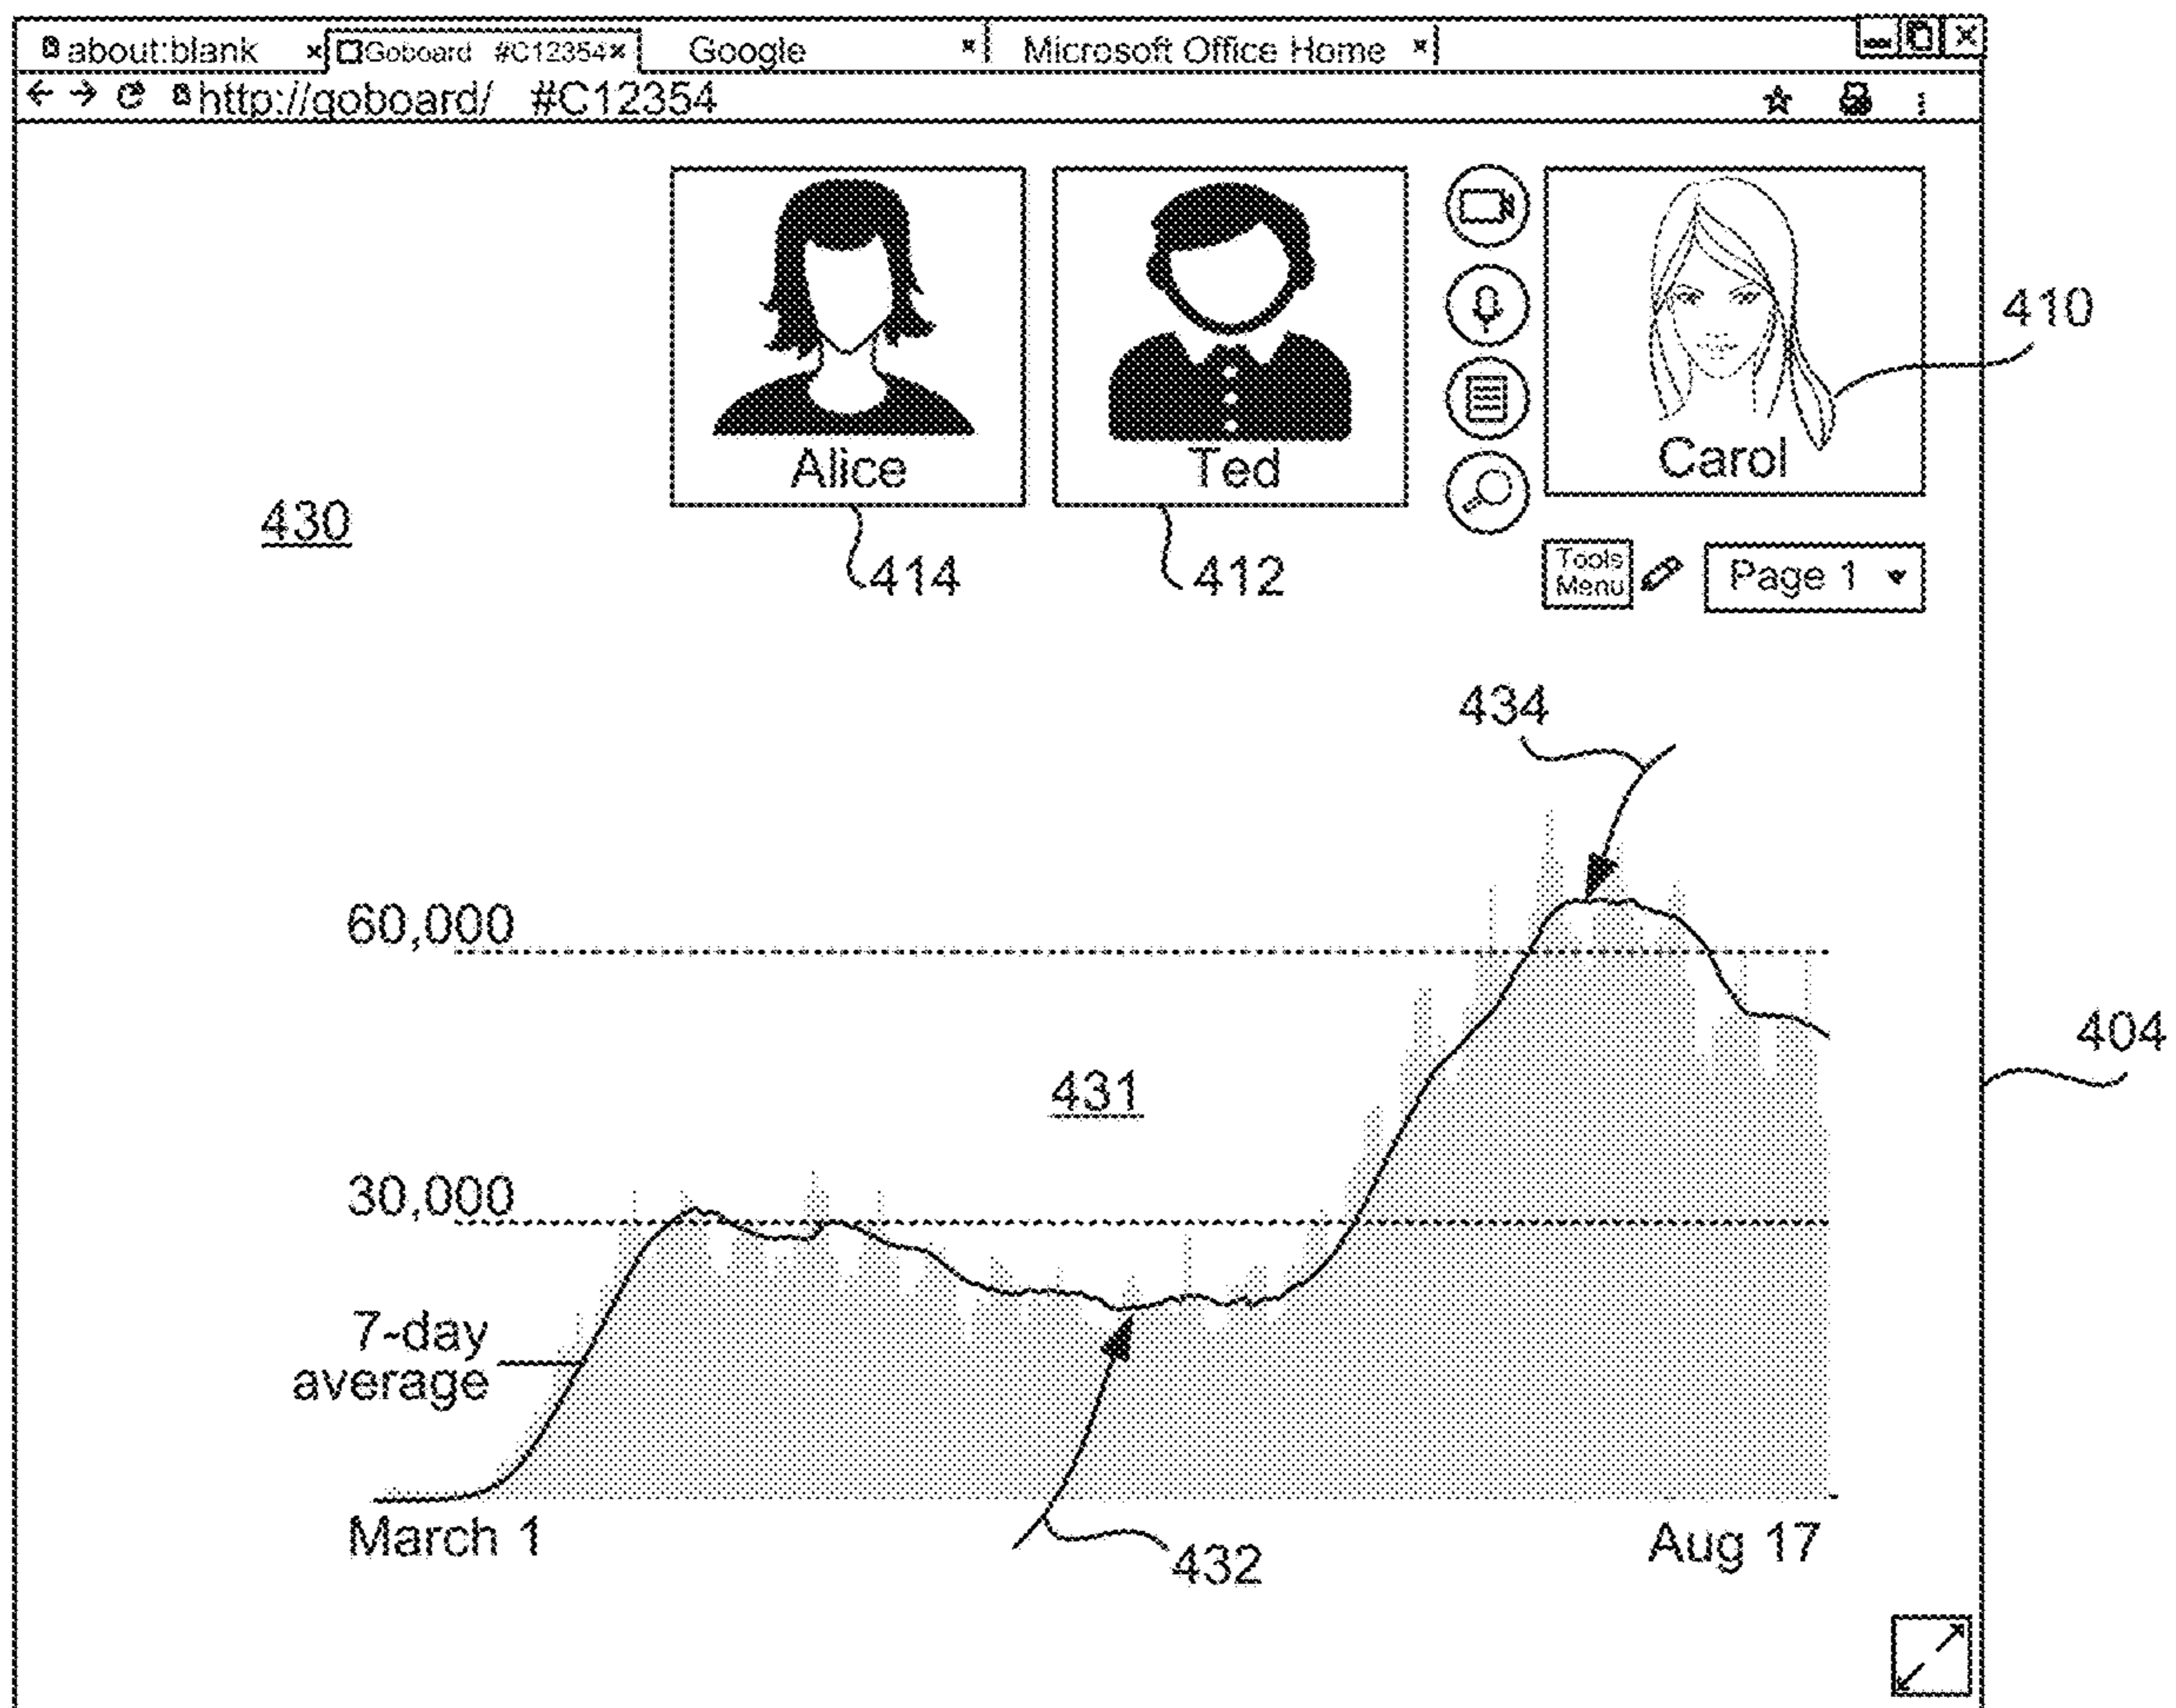 about:blank
Goboard #C12354
Google
Microsoft Office Home
http://goboard/ #C12354
Alice
Ted
Carol
410
430
414
412
Tools
Menu
Page 1
434
60,000
404
431
30,000
7-day
average
March 1
Aug 17
432